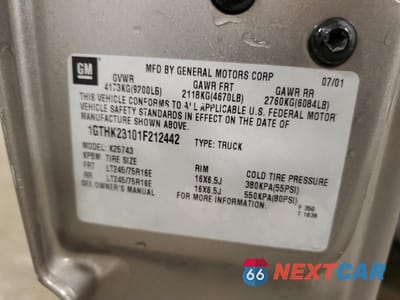 GM
MFD BY GENERAL MOTORS CORP 07/01
GVWR GAWR FRT GAWR RR
4173KG(9200LB) 2118KG(4670LB) 2760KG(6084LB)
THIS VEHICLE CONFORMS TO ALL APPLICABLE U.S. FEDERAL MOTOR
VEHICLE SAFETY STANDARDS IN EFFECT ON THE DATE OF
MANUFACTURE SHOWN ABOVE.
1GTHK23101F212442 TYPE: TRUCK
MODEL: K25743
KPBM TIRE SIZE RIM COLD TIRE PRESSURE
FRT LT245/75R16E 16X6.5J 380KPA(55PSI)
RR LT245/75R16E 16X6.5J 550KPA(80PSI)
SEE OWNER'S MANUAL
66 NEXTCAR